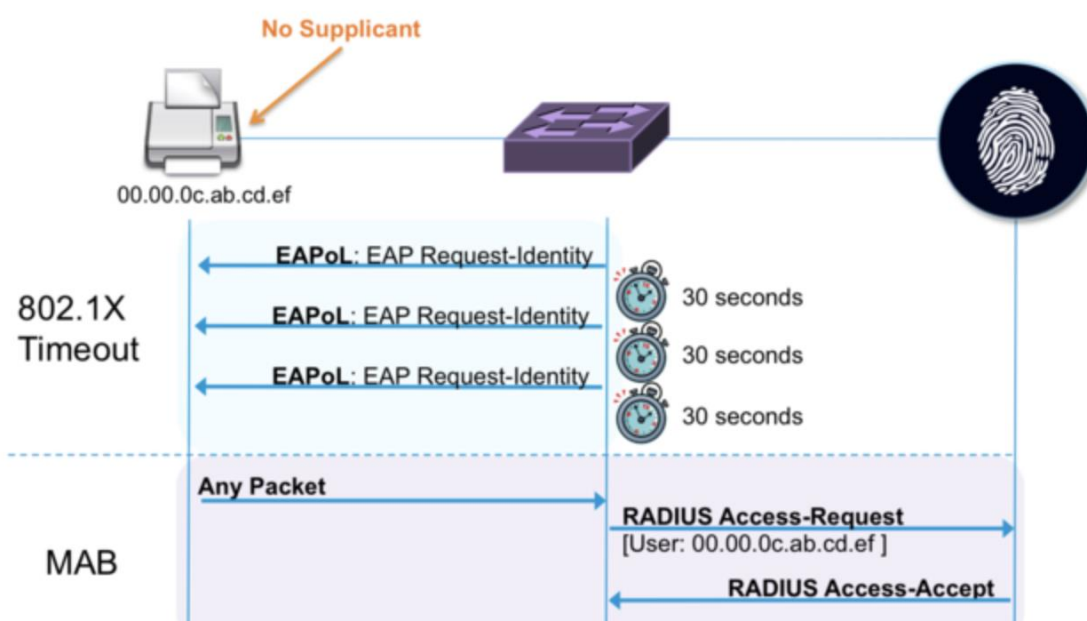 No Supplicant
00.00.0c.ab.cd.ef
EAPoL: EAP Request-Identity
30 seconds
802.1X
Timeout
EAPoL: EAP Request-Identity
30 seconds
EAPoL: EAP Request-Identity
30 seconds
Any Packet
RADIUS Access-Request
[User: 00.00.0c.ab.cd.ef ]
MAB
RADIUS Access-Accept